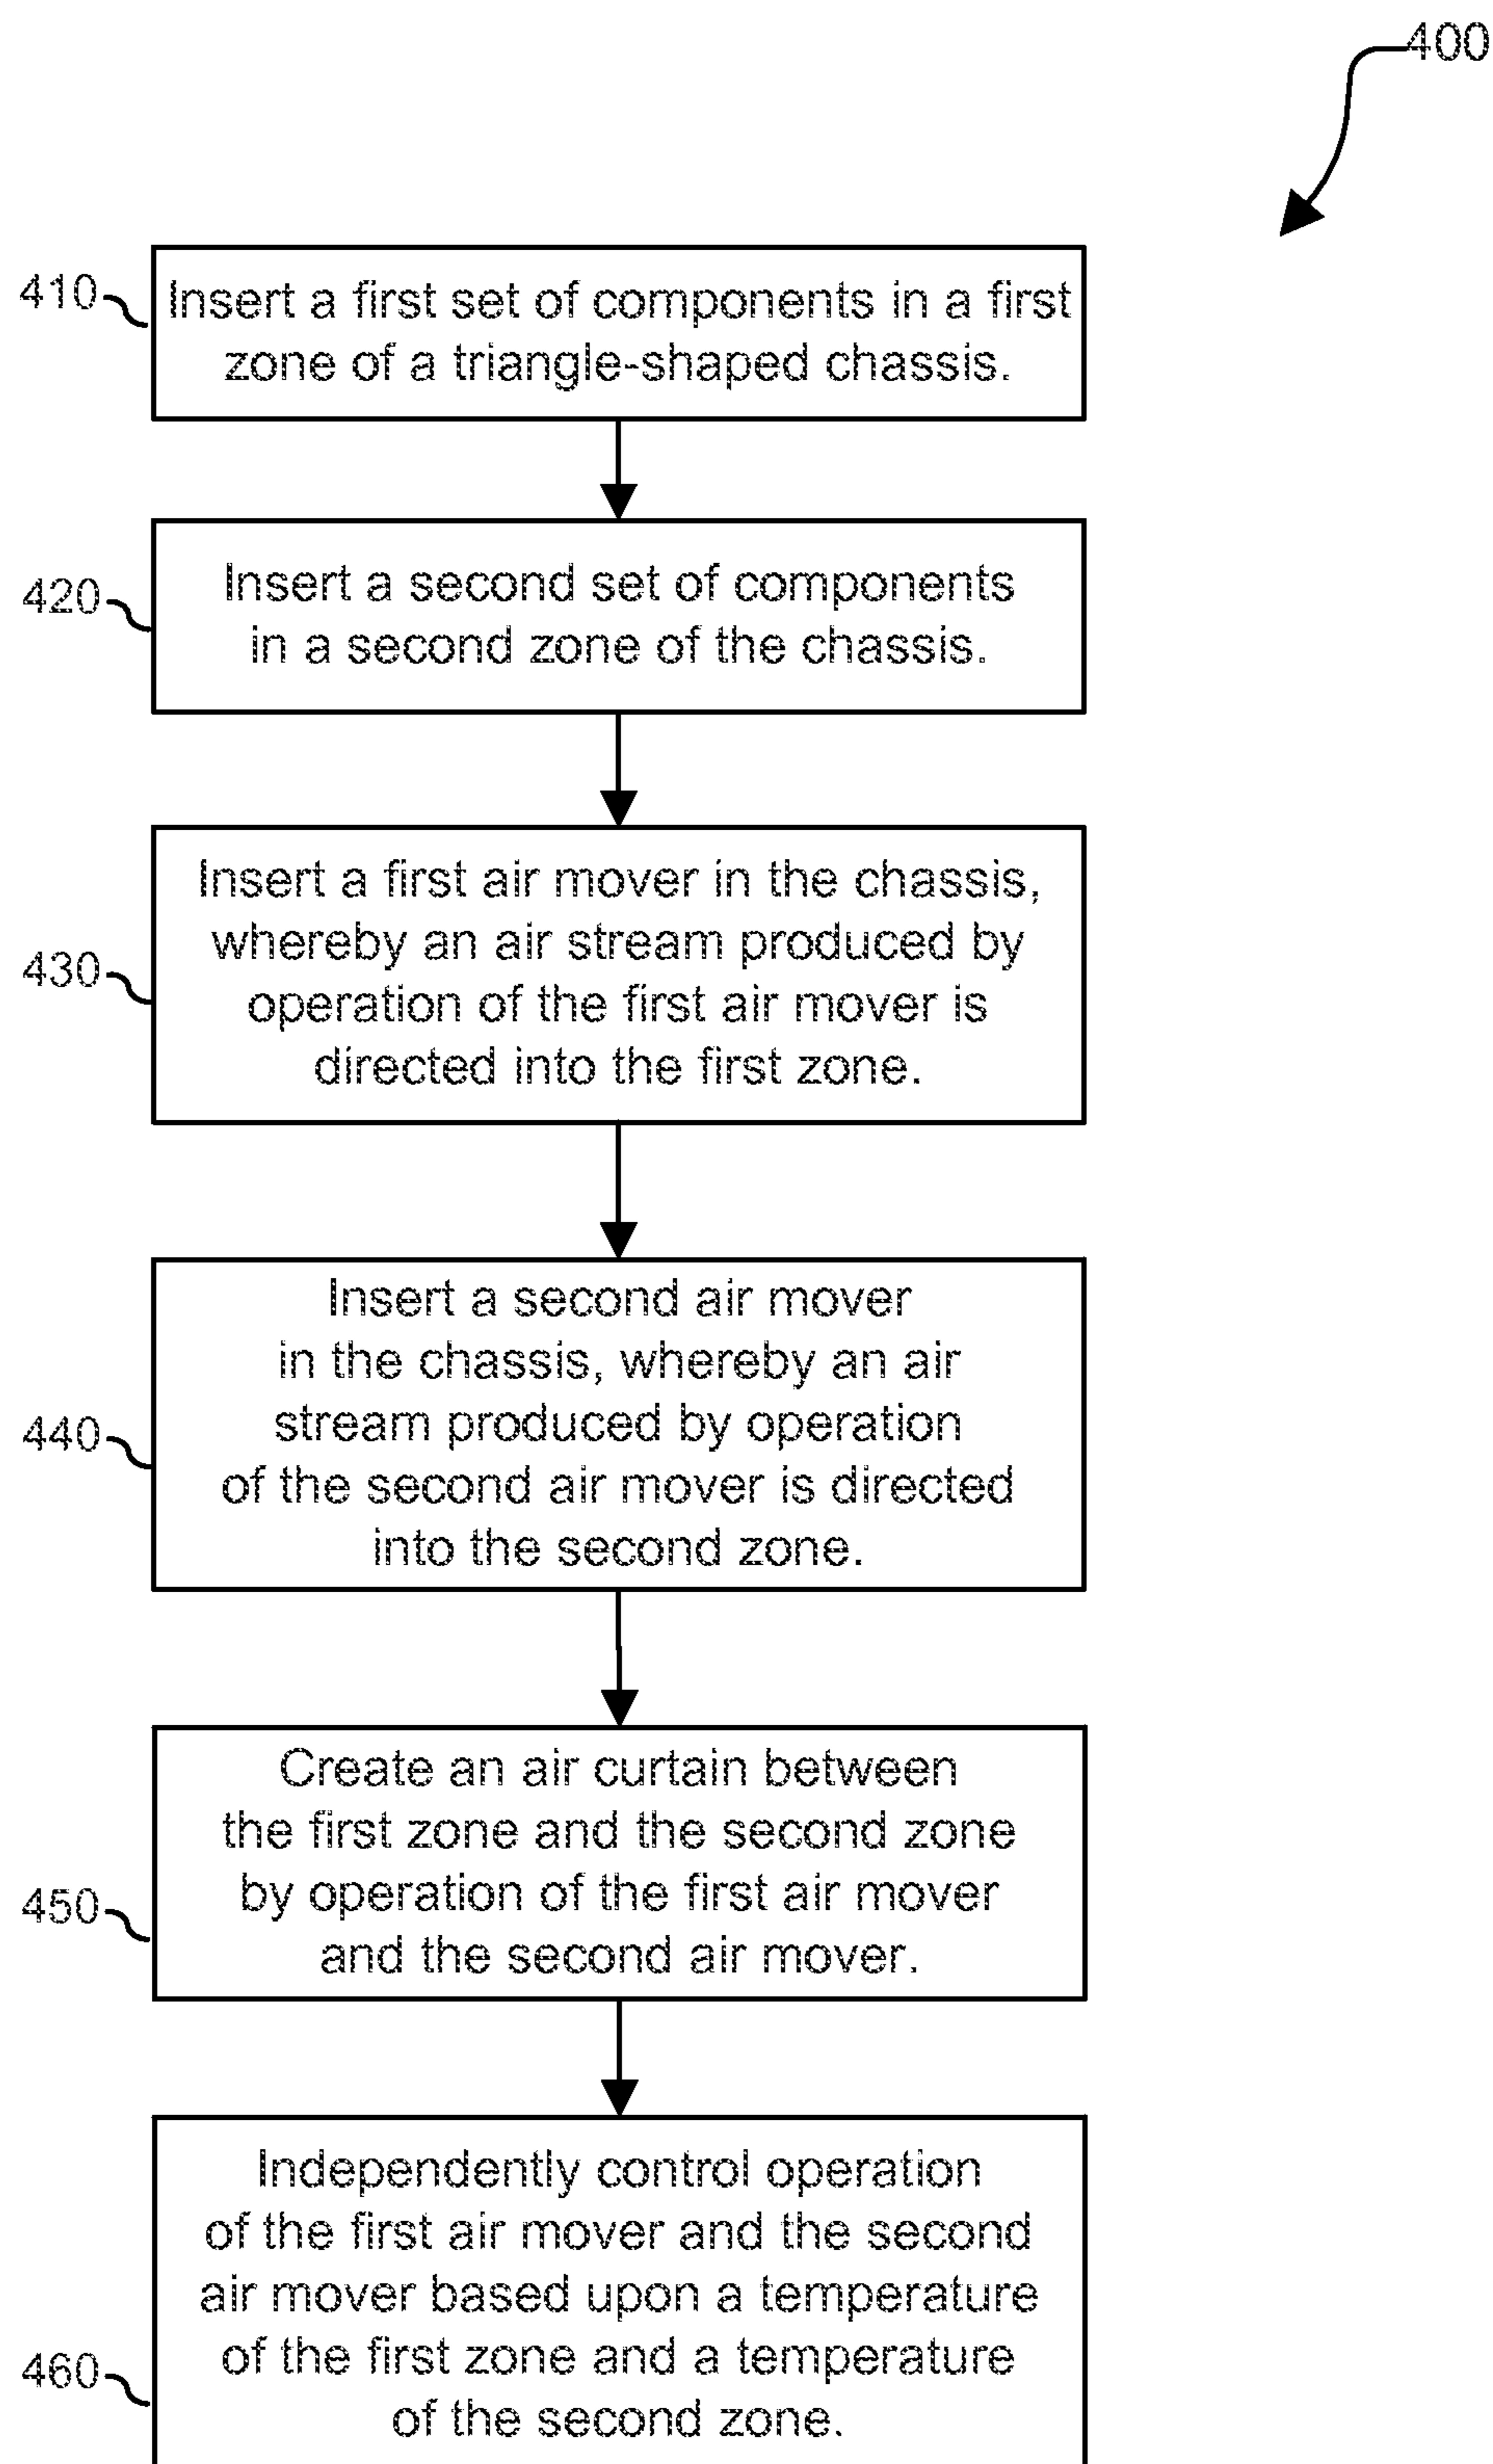 400
410
Insert a first set of components in a first
zone of a triangle-shaped chassis.
420
Insert a second set of components
in a second zone of the chassis.
430
Insert a first air mover in the chassis,
whereby an air stream produced by
operation of the first air mover is
directed into the first zone.
440
Insert a second air mover
in the chassis, whereby an air
stream produced by operation
of the second air mover is directed
into the second zone.
450
Create an air curtain between
the first zone and the second zone
by operation of the first air mover
and the second air mover.
460
Independently control operation
of the first air mover and the second
air mover based upon a temperature
of the first zone and a temperature
of the second zone.